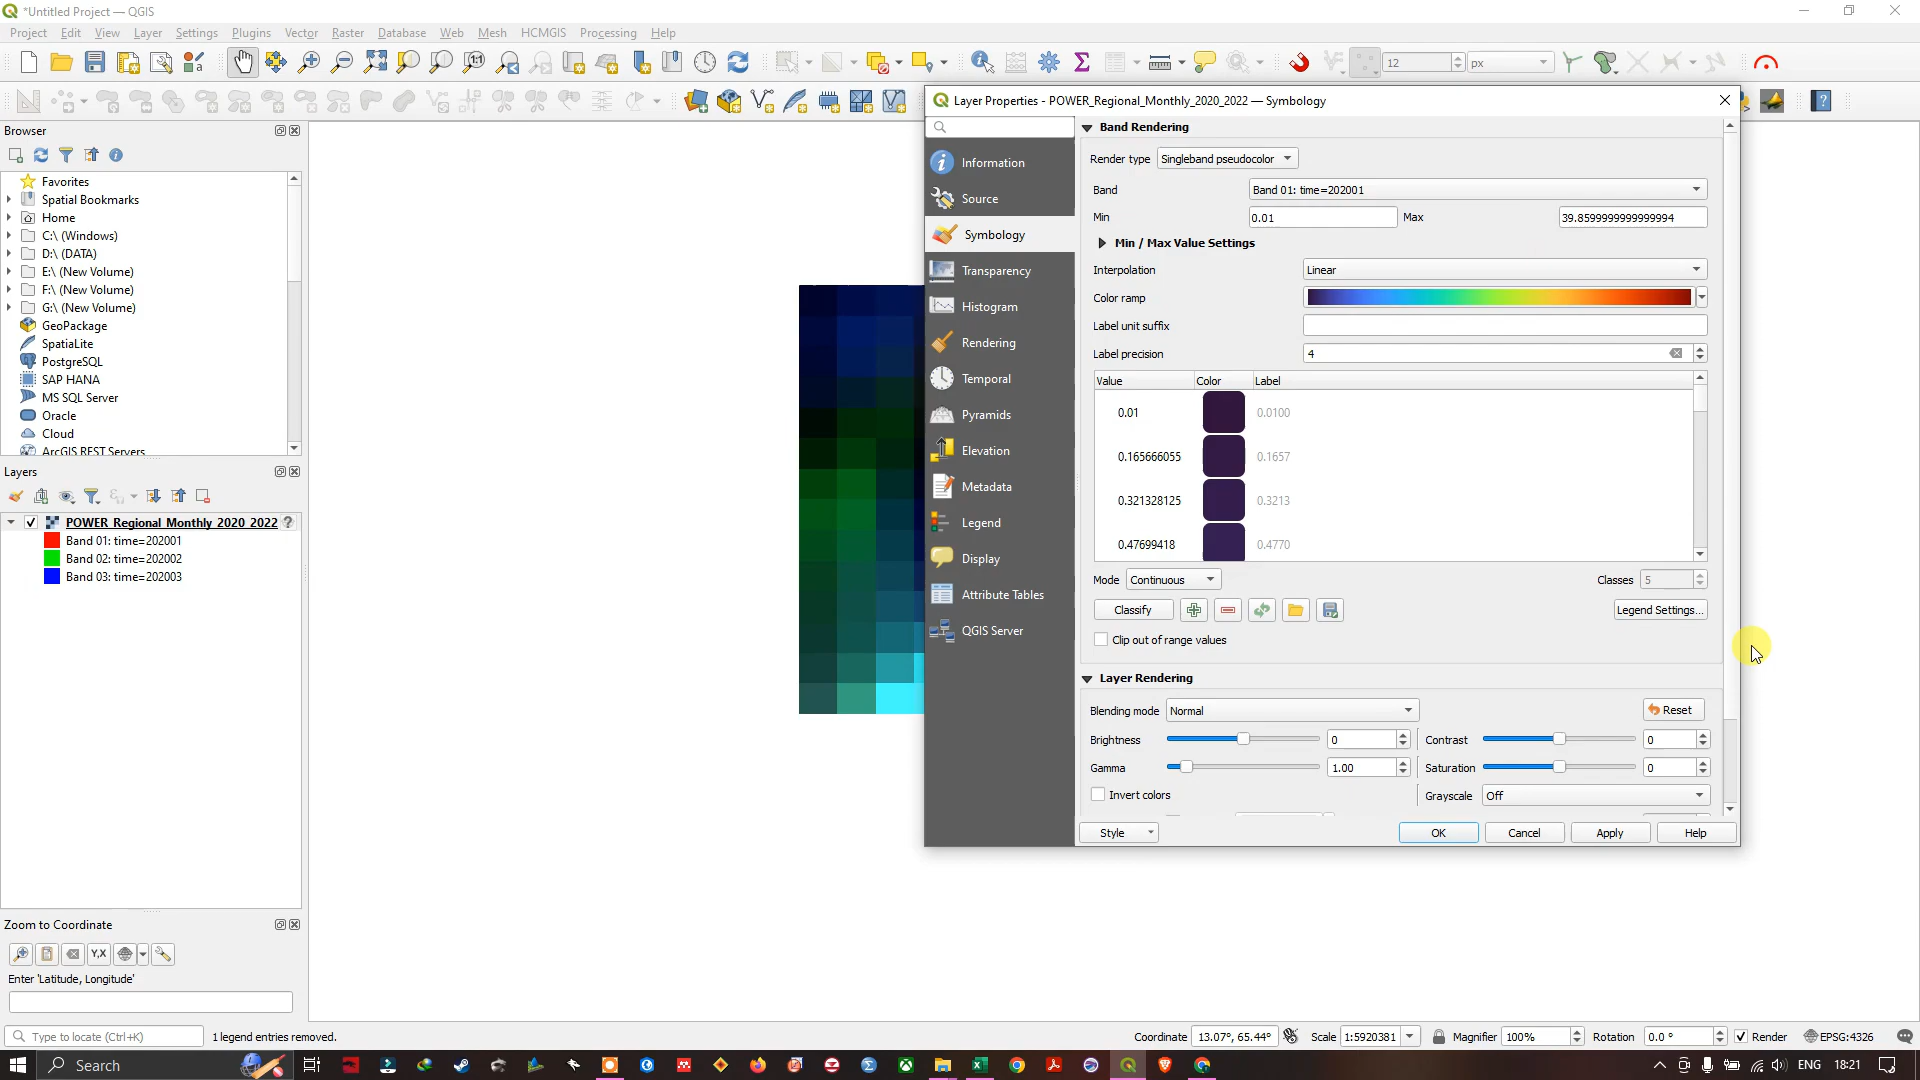 *Untitled Project — QGIS
Project Edit View Layer Settings Plugins Vector Raster Database Web Mesh HCMGIS Processing Help
12 px
Browser
Favorites
Spatial Bookmarks
Home
C:\ (Windows)
D:\ (DATA)
E:\ (New Volume)
F:\ (New Volume)
G:\ (New Volume)
GeoPackage
SpatiaLite
PostgreSQL
SAP HANA
MS SQL Server
Oracle
Cloud
ArcGIS REST Servers
Layers
POWER_Regional_Monthly_2020_2022
Band 01: time=202001
Band 02: time=202002
Band 03: time=202003
Zoom to Coordinate
Y,X
Enter 'Latitude, Longitude'
Layer Properties - POWER_Regional_Monthly_2020_2022 — Symbology
Information
Source
Symbology
Transparency
Histogram
Rendering
Temporal
Pyramids
Elevation
Metadata
Legend
Display
Attribute Tables
QGIS Server
Band Rendering
Render type Singleband pseudocolor
Band Band 01: time=202001
Min 0.01 Max 39.8599999999999994
Min / Max Value Settings
Interpolation Linear
Color ramp
Label unit suffix
Label precision 4
Value Color Label
0.01 0.0100
0.165666055 0.1657
0.321328125 0.3213
0.47699418 0.4770
Mode Continuous Classes 5
Classify Legend Settings...
Clip out of range values
Layer Rendering
Blending mode Normal Reset
Brightness 0 Contrast 0
Gamma 1.00 Saturation 0
Invert colors Grayscale Off
Style OK Cancel Apply Help
Type to locate (Ctrl+K) 1 legend entries removed. Coordinate 13.07°, 65.44° Scale 1:5920381 Magnifier 100% Rotation 0.0 ° Render EPSG:4326
Search ENG 18:21